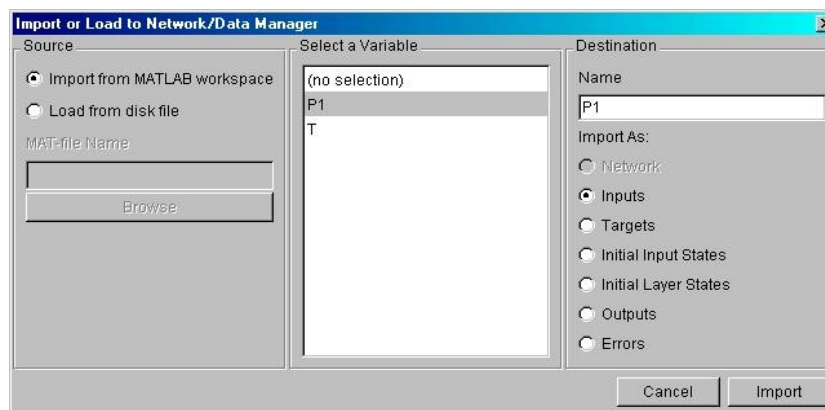 Import or Load to Network/Data Manager
Source
Import from MATLAB workspace
Load from disk file
MAT-file Name
Browse
Select a Variable
(no selection)
P1
T
Destination
Name
P1
Import As:
Network
Inputs
Targets
Initial Input States
Initial Layer States
Outputs
Errors
Cancel
Import